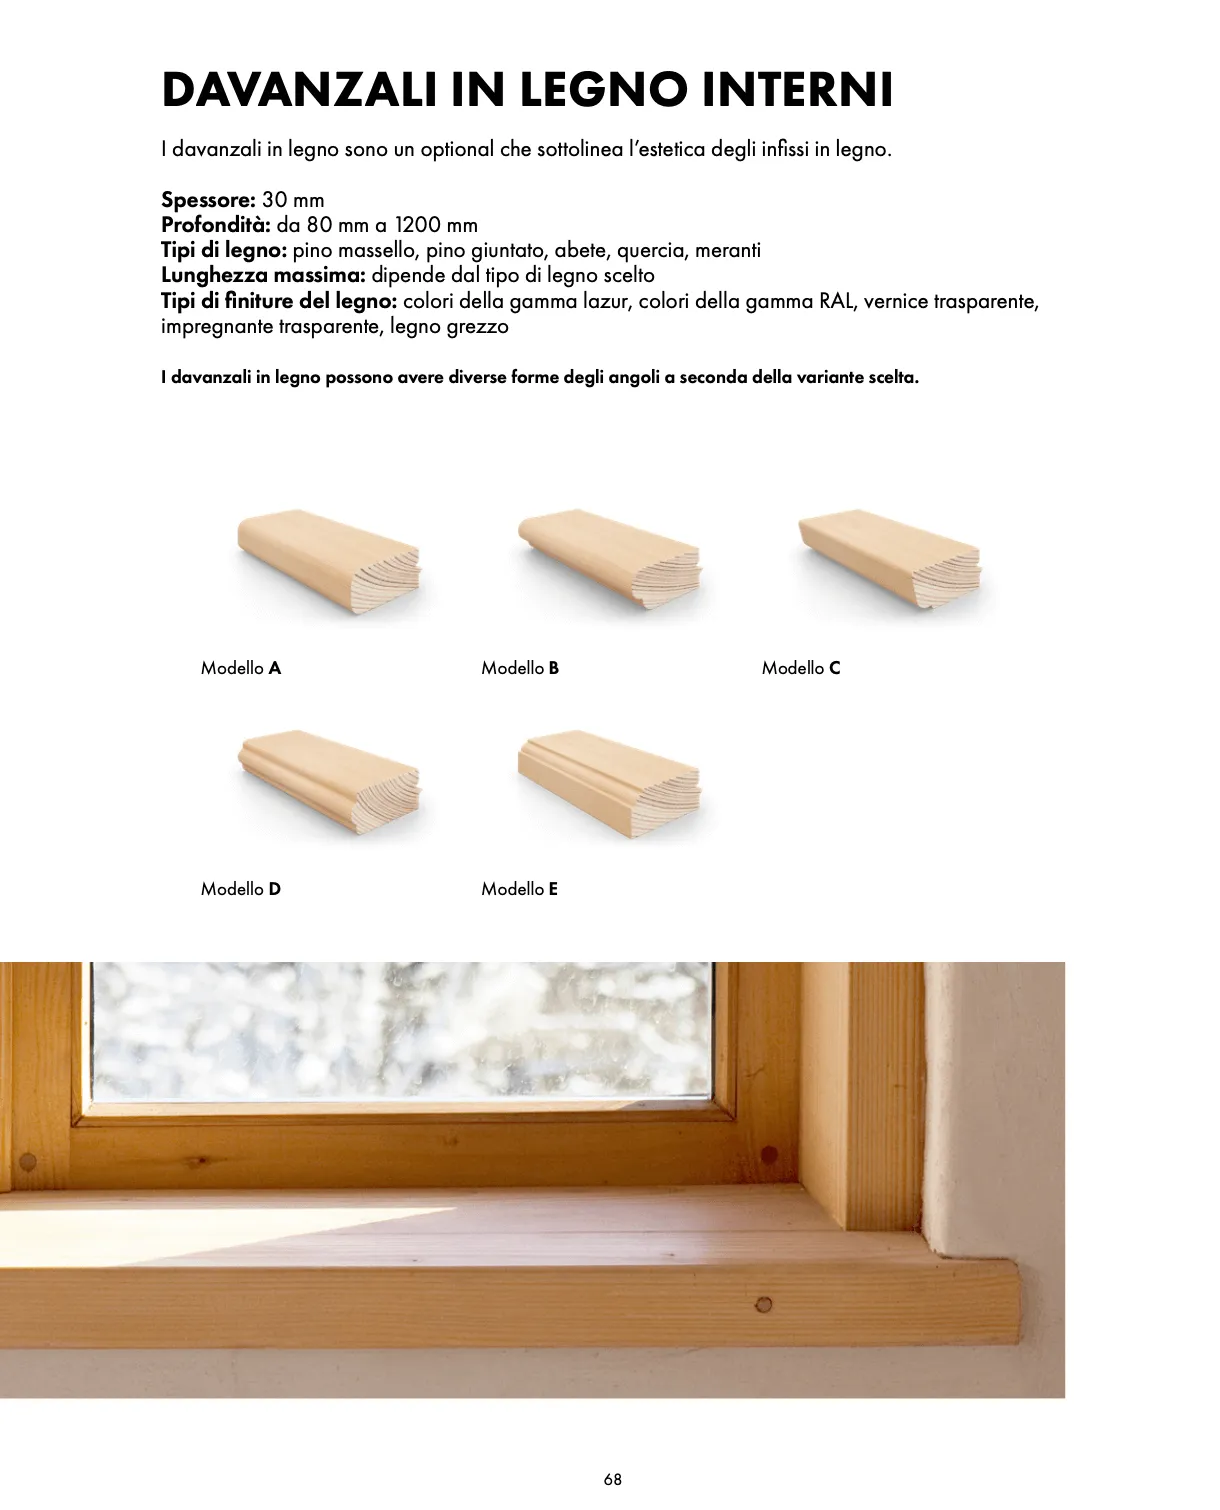 DAVANZALI IN LEGNO INTERNI
I davanzali in legno sono un optional che sottolinea l’estetica degli infissi in legno.
Spessore: 30 mm
Profondità: da 80 mm a 1200 mm
Tipi di legno: pino massello, pino giuntato, abete, quercia, meranti
Lunghezza massima: dipende dal tipo di legno scelto
Tipi di finiture del legno: colori della gamma lazur, colori della gamma RAL, vernice trasparente,
impregnante trasparente, legno grezzo
I davanzali in legno possono avere diverse forme degli angoli a seconda della variante scelta.
Modello A
Modello B
Modello C
Modello D
Modello E
68